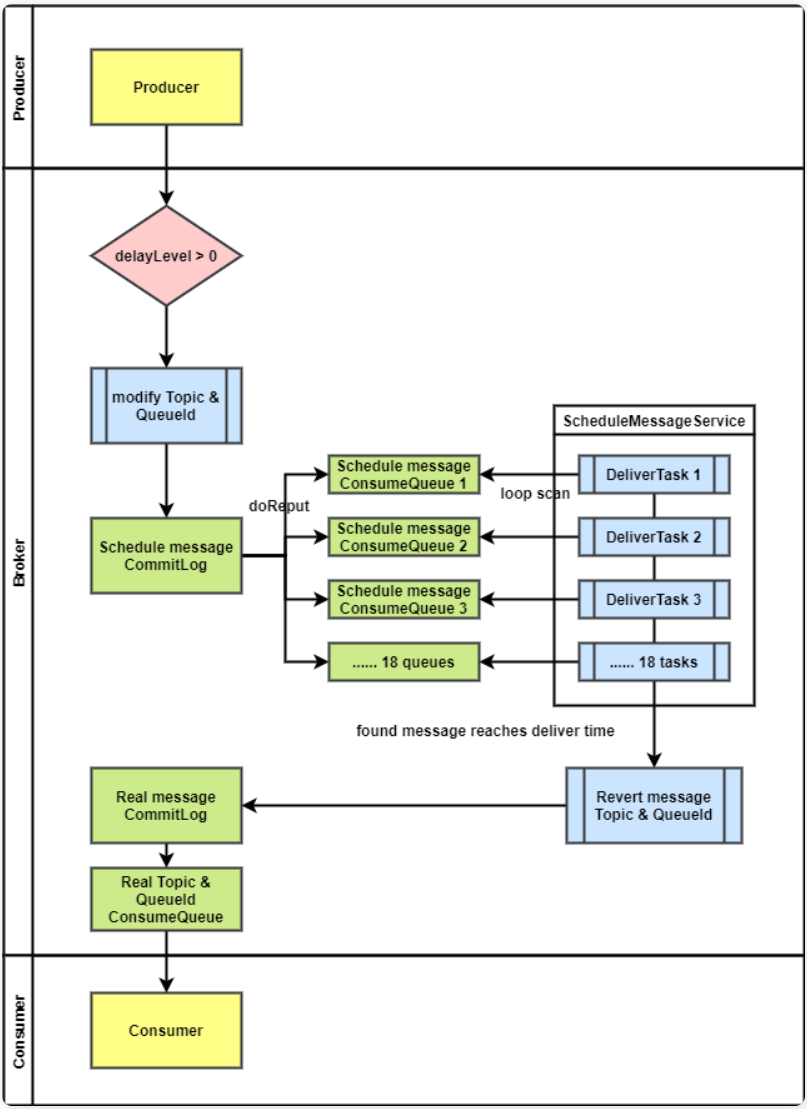 Producer
Producer
Broker
delayLevel > 0
modify Topic &
QueueId
Schedule message
CommitLog
doReput
Schedule message
ConsumeQueue 1
Schedule message
ConsumeQueue 2
Schedule message
ConsumeQueue 3
...... 18 queues
loop scan
ScheduleMessageService
DeliverTask 1
DeliverTask 2
DeliverTask 3
...... 18 tasks
found message reaches deliver time
Revert message
Topic & QueueId
Real message
CommitLog
Real Topic &
QueueId
ConsumeQueue
Consumer
Consumer